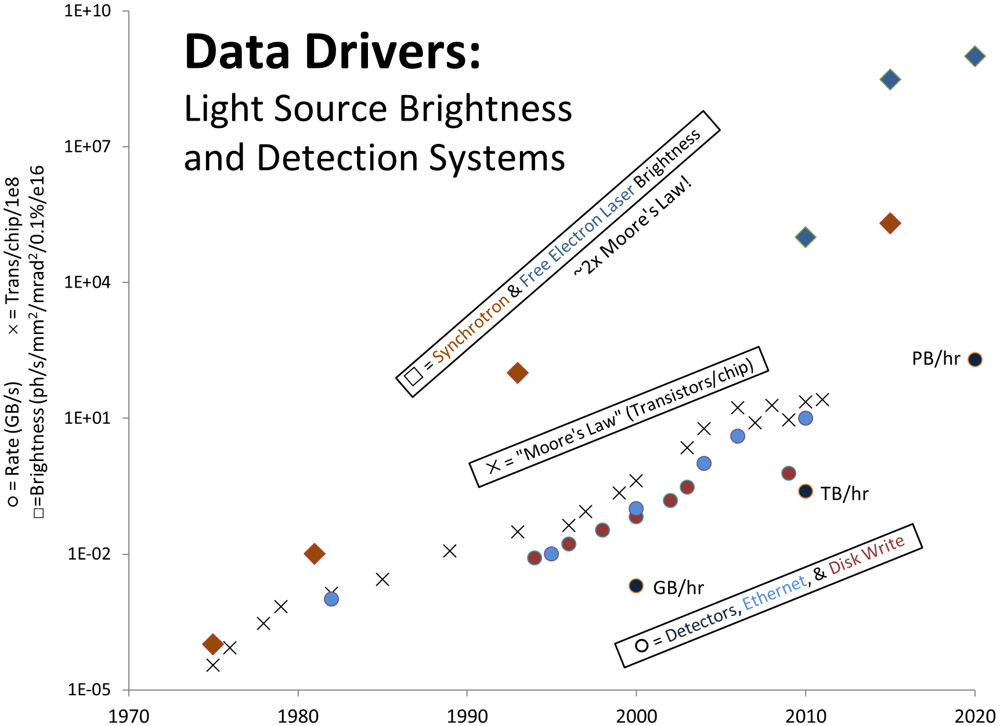 Data Drivers:
Light Source Brightness
and Detection Systems
1E+10
1E+07
1E+04
1E+01
1E-02
1E-05
○ = Rate (GB/s) × = Trans/chip/1e8
□=Brightness (ph/s/mm²/mrad²/0.1%/e16
□ = Synchrotron & Free Electron Laser Brightness
~2x Moore's Law!
× = "Moore's Law" (Transistors/chip)
PB/hr
TB/hr
GB/hr
○ = Detectors, Ethernet, & Disk Write
1970 1980 1990 2000 2010 2020